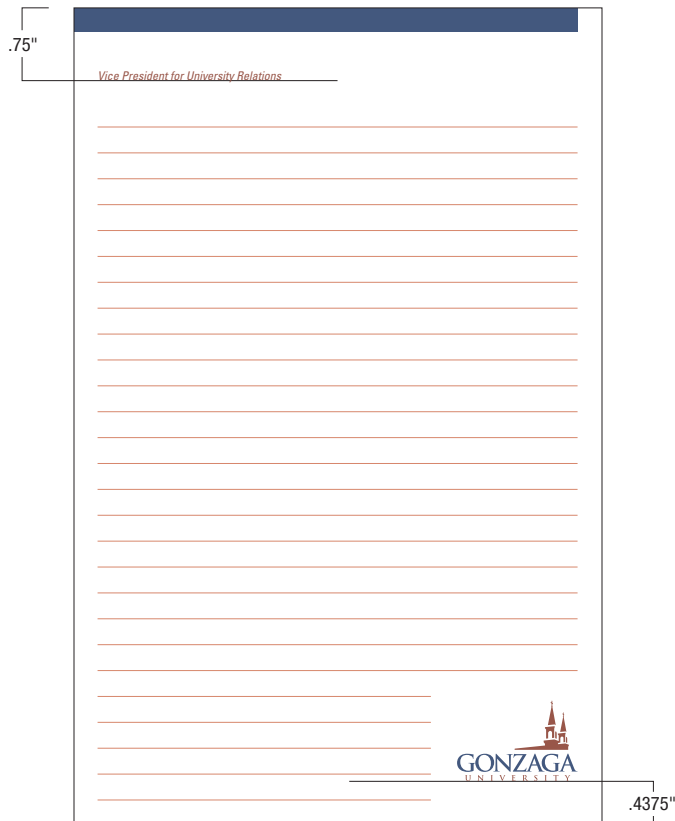 .75"
Vice President for University Relations
GONZAGA
UNIVERSITY
.4375"